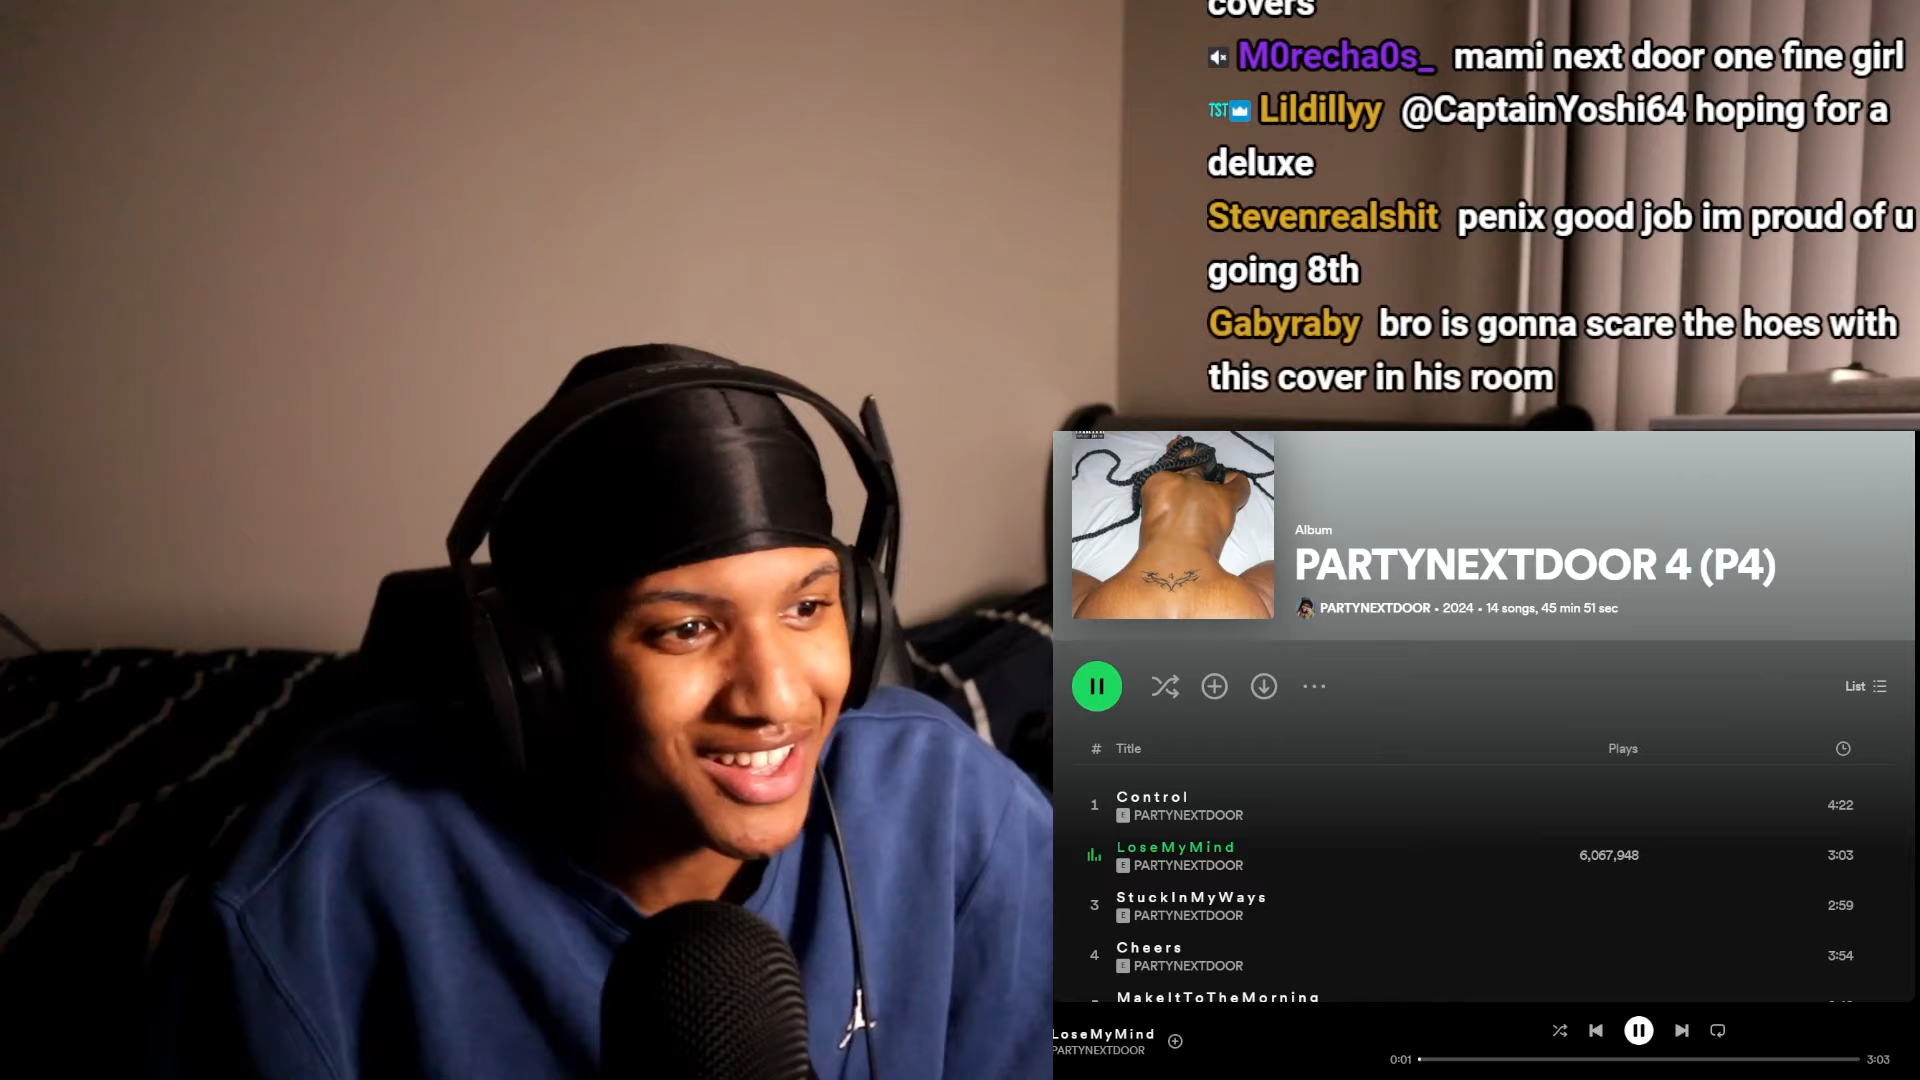 covers
M0recha0s_ mami next door one fine girl
TST Lildillyy @CaptainYoshi64 hoping for a
deluxe
Stevenrealshit penix good job im proud of u
going 8th
Gabyraby bro is gonna scare the hoes with
this cover in his room
Album
PARTYNEXTDOOR 4 (P4)
PARTYNEXTDOOR • 2024 • 14 songs, 45 min 51 sec
List
# Title Plays
1 Control 4:22
E PARTYNEXTDOOR
LoseMyMind 6,067,948 3:03
E PARTYNEXTDOOR
3 StuckInMyWays 2:59
E PARTYNEXTDOOR
4 Cheers 3:54
E PARTYNEXTDOOR
MakeItToTheMorning
LoseMyMind
PARTYNEXTDOOR
0:01 3:03